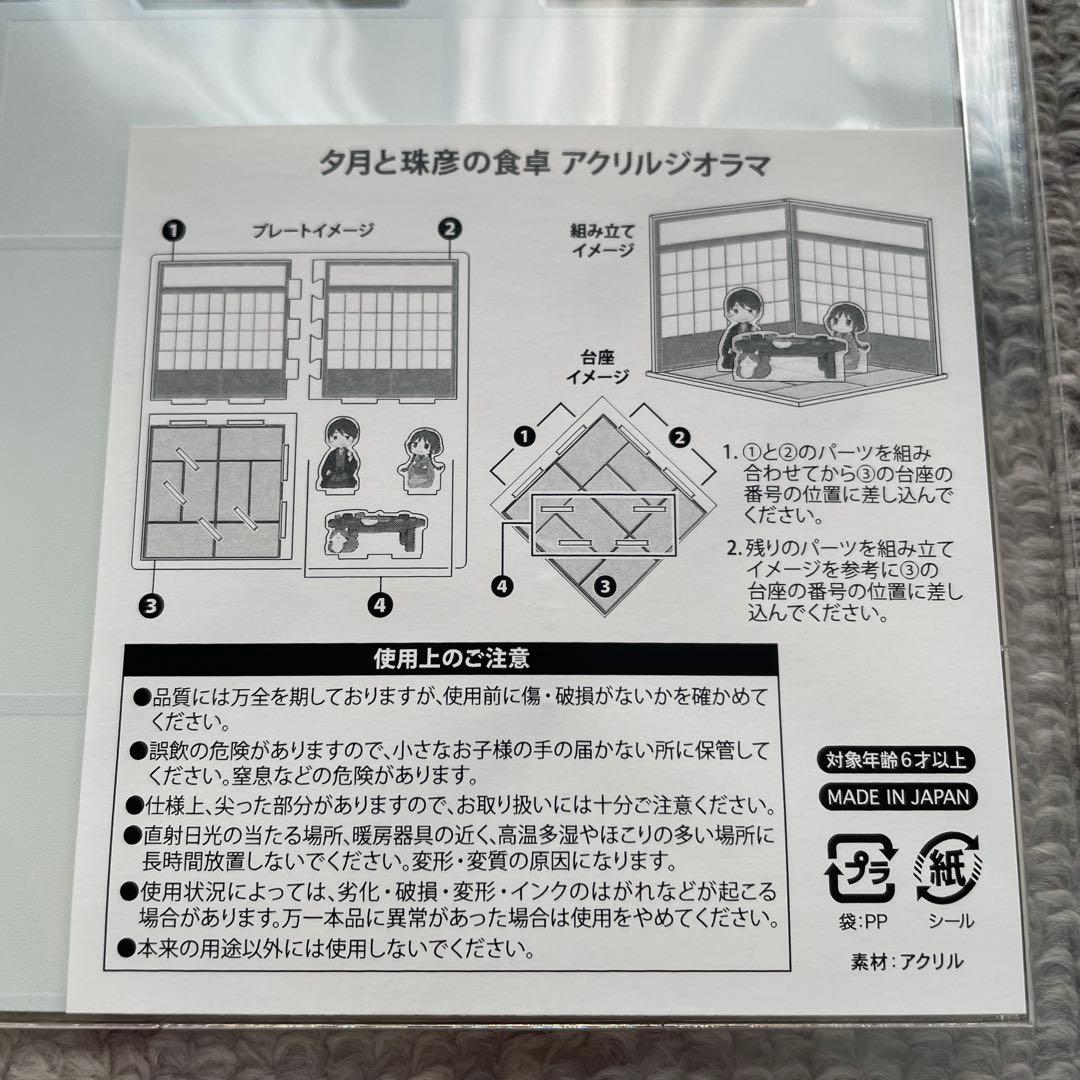 夕月と珠彦の食卓 アクリルジオラマ
❶ プレートイメージ ❷
組み立て
イメージ
台座
イメージ
❶ ❷
❹ ❸
❸ ❹
1. ①と②のパーツを組み
合わせてから③の台座の
番号の位置に差し込んで
ください。
2. 残りのパーツを組み立て
イメージを参考に③の
台座の番号の位置に差し
込んでください。
使用上のご注意
●品質には万全を期しておりますが、使用前に傷・破損がないかを確かめて
ください。
●誤飲の危険がありますので、小さなお子様の手の届かない所に保管して
ください。窒息などの危険があります。
●仕様上、尖った部分がありますので、お取り扱いには十分ご注意ください。
●直射日光の当たる場所、暖房器具の近く、高温多湿やほこりの多い場所に
長時間放置しないでください。変形・変質の原因になります。
●使用状況によっては、劣化・破損・変形・インクのはがれなどが起こる
場合があります。万一本品に異常があった場合は使用をやめてください。
●本来の用途以外には使用しないでください。
対象年齢6才以上
MADE IN JAPAN
プラ 紙
袋:PP シール
素材:アクリル